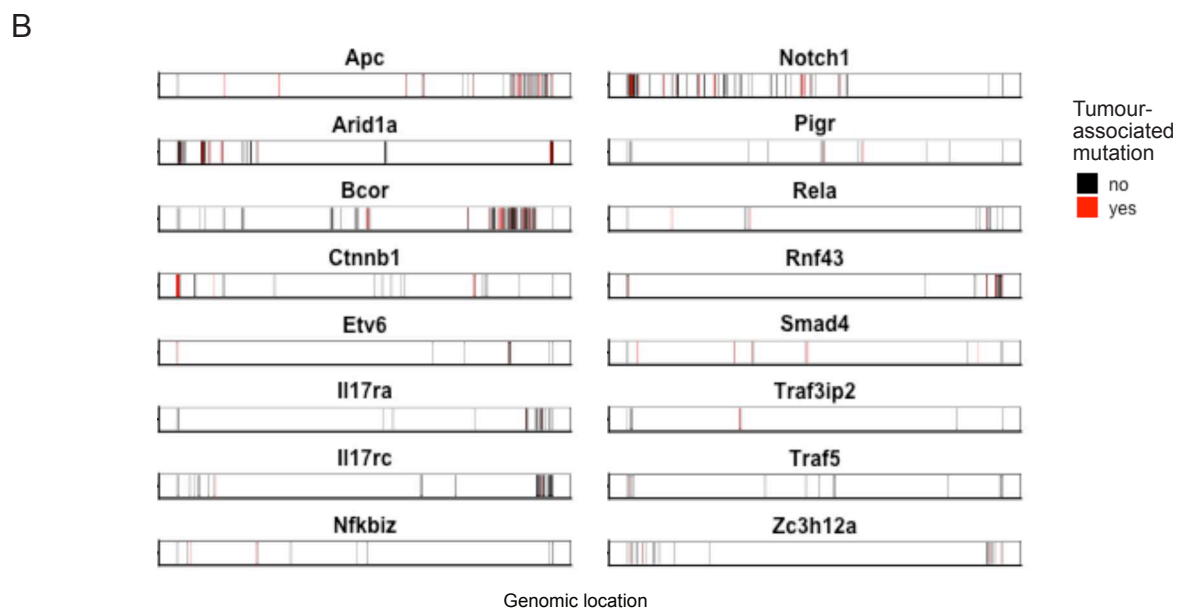 B
Apc
Arid1a
Bcor
Ctnnb1
Etv6
Il17ra
Il17rc
Nfkbiz
Notch1
Pigr
Rela
Rnf43
Smad4
Traf3ip2
Traf5
Zc3h12a
Tumour-
associated
mutation
no
yes
Genomic location